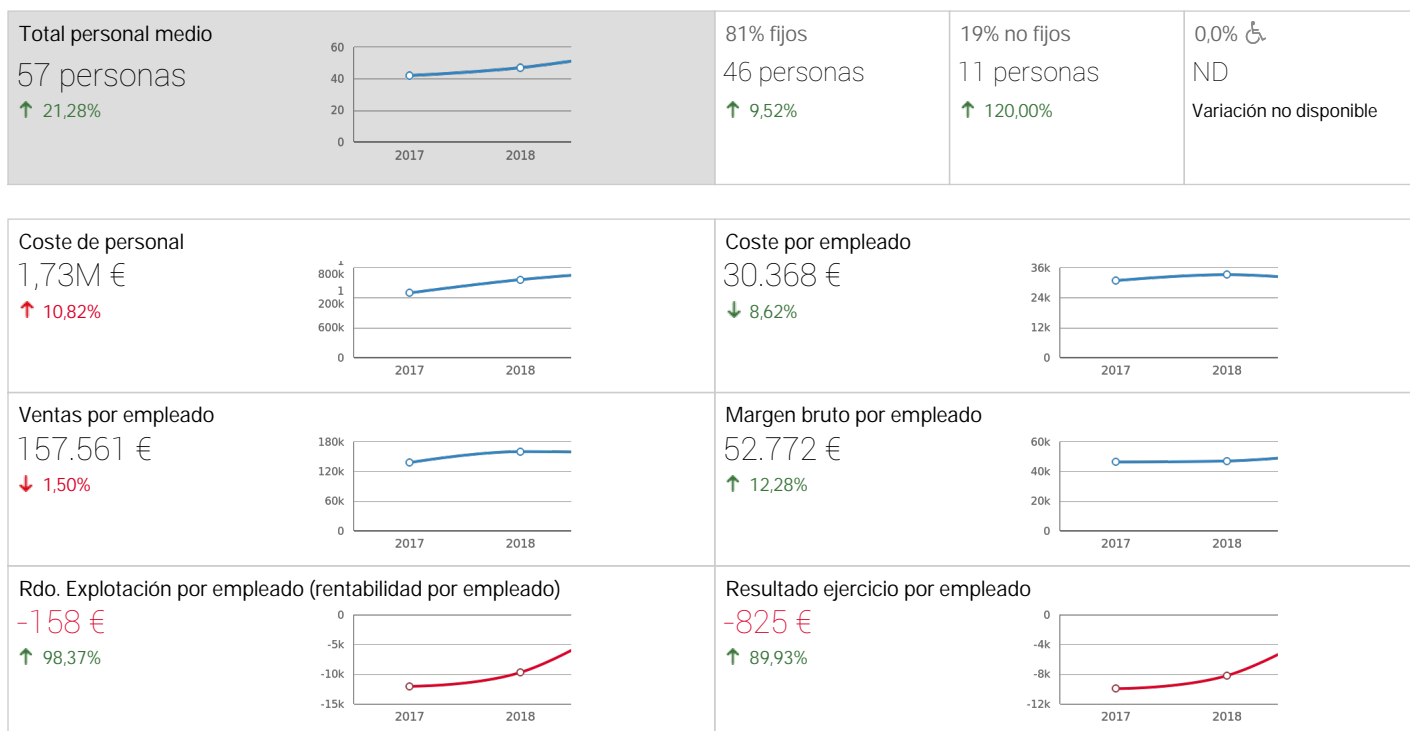 Total personal medio
57 personas
↑ 21,28%
60
40
20
0
2017 2018
81% fijos
46 personas
↑ 9,52%
19% no fijos
11 personas
↑ 120,00%
0,0%
ND
Variación no disponible
Coste de personal
1,73M €
↑ 10,82%
1
800k
1
200k
600k
0
2017 2018
Coste por empleado
30.368 €
↓ 8,62%
36k
24k
12k
0
2017 2018
Ventas por empleado
157.561 €
↓ 1,50%
180k
120k
60k
0
2017 2018
Margen bruto por empleado
52.772 €
↑ 12,28%
60k
40k
20k
0
2017 2018
Rdo. Explotación por empleado (rentabilidad por empleado)
-158 €
↑ 98,37%
0
-5k
-10k
-15k
2017 2018
Resultado ejercicio por empleado
-825 €
↑ 89,93%
0
-4k
-8k
-12k
2017 2018